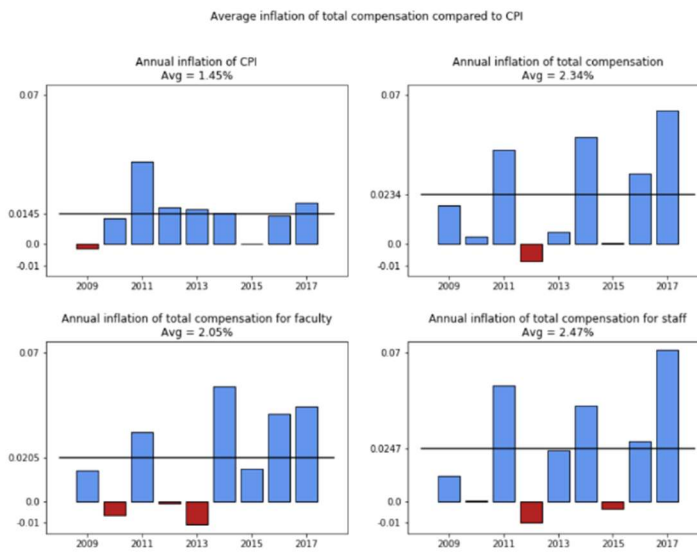 Average inflation of total compensation compared to CPI
Annual inflation of CPI
Avg = 1.45%
0.07
0.0145
0.0
-0.01
2009 2011 2013 2015 2017
Annual inflation of total compensation
Avg = 2.34%
0.07
0.0234
0.0
-0.01
2009 2011 2013 2015 2017
Annual inflation of total compensation for faculty
Avg = 2.05%
0.07
0.0205
0.0
-0.01
2009 2011 2013 2015 2017
Annual inflation of total compensation for staff
Avg = 2.47%
0.07
0.0247
0.0
-0.01
2009 2011 2013 2015 2017